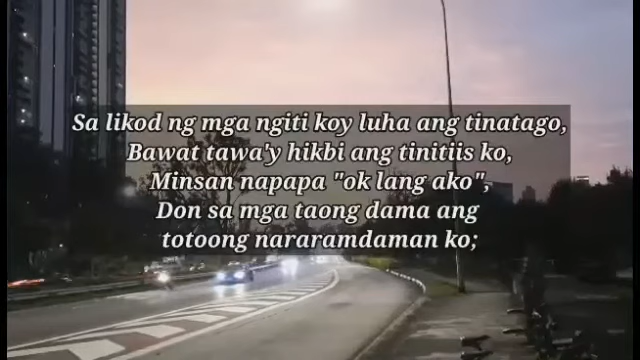 Sa likod ng mga ngiti koy luha ang tinatago,
Bawat tawa'y hikbi ang tinitiis ko,
Minsan napapa "ok lang ako",
Don sa mga taong dama ang
totoong nararamdaman ko;